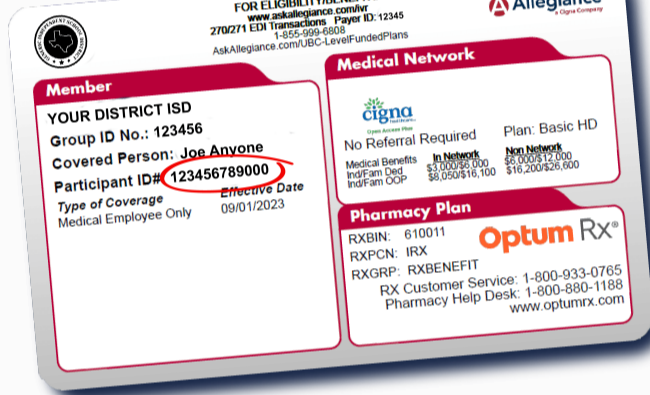 FOR ELIGIBILITY/BENEFITS
www.askallegiance.com/ivr
270/271 EDI Transactions Payer ID: 12345
1-855-999-6808
AskAllegiance.com/UBC-LevelFundedPlans
Allegiance
a Cigna Company
Member
YOUR DISTRICT ISD
Group ID No.: 123456
Covered Person: Joe Anyone
Participant ID# 123456789000
Type of Coverage Effective Date
Medical Employee Only 09/01/2023
Medical Network
cigna
healthcare
Open Access Plus
No Referral Required Plan: Basic HD
Medical Benefits In Network Non Network
Ind/Fam Ded $3,000/$6,000 $6,000/$12,000
Ind/Fam OOP $8,050/$16,100 $16,200/$26,600
Pharmacy Plan
RXBIN: 610011
RXPCN: IRX
RXGRP: RXBENEFIT
Optum Rx®
RX Customer Service: 1-800-933-0765
Pharmacy Help Desk: 1-800-880-1188
www.optumrx.com